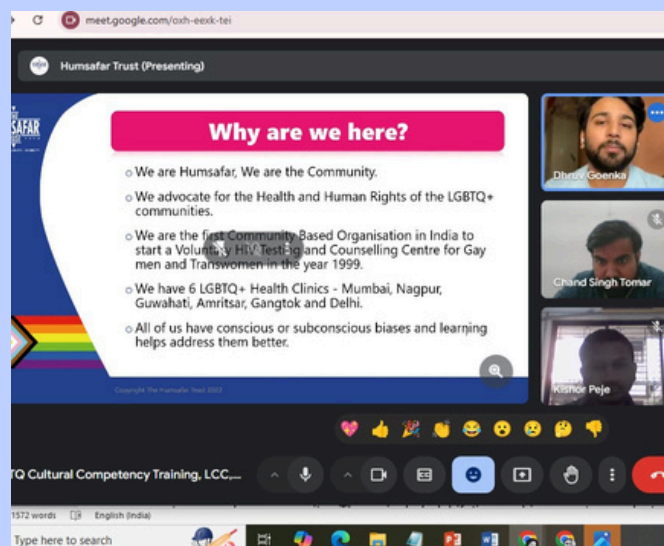 meet.google.com/oxh-eexk-tei
Humsafar Trust (Presenting)
SAFAR
Why are we here?
o We are Humsafar, We are the Community.
o We advocate for the Health and Human Rights of the LGBTQ+
communities.
o We are the first Community Based Organisation in India to
start a Voluntary HIV Testing and Counselling Centre for Gay
men and Transwomen in the year 1999.
o We have 6 LGBTQ+ Health Clinics - Mumbai, Nagpur,
Guwahati, Amritsar, Gangtok and Delhi.
o All of us have conscious or subconscious biases and learning
helps address them better.
Copyright The Humsafar Trust
Dhruv Goenka
Chand Singh Tomar
Kishor Peje
TQ Cultural Competency Training, LCC,...
1572 words
English (India)
Type here to search